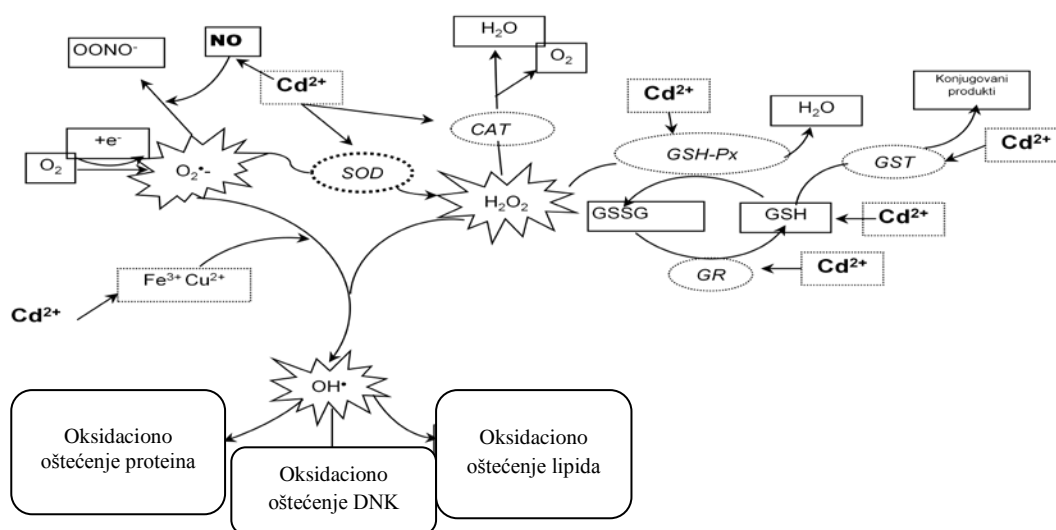 OONO⁻
NO
Cd²⁺
H₂O
O₂
+e⁻
O₂
O₂•-
SOD
CAT
H₂O₂
Cd²⁺
GSH-Px
H₂O
Konjugovani
produkti
GST
Cd²⁺
GSSG
GSH
Cd²⁺
GR
Cd²⁺
Fe³⁺ Cu²⁺
Cd²⁺
OH•
Oksidaciono
oštećenje proteina
Oksidaciono
oštećenje DNK
Oksidaciono
oštećenje lipida